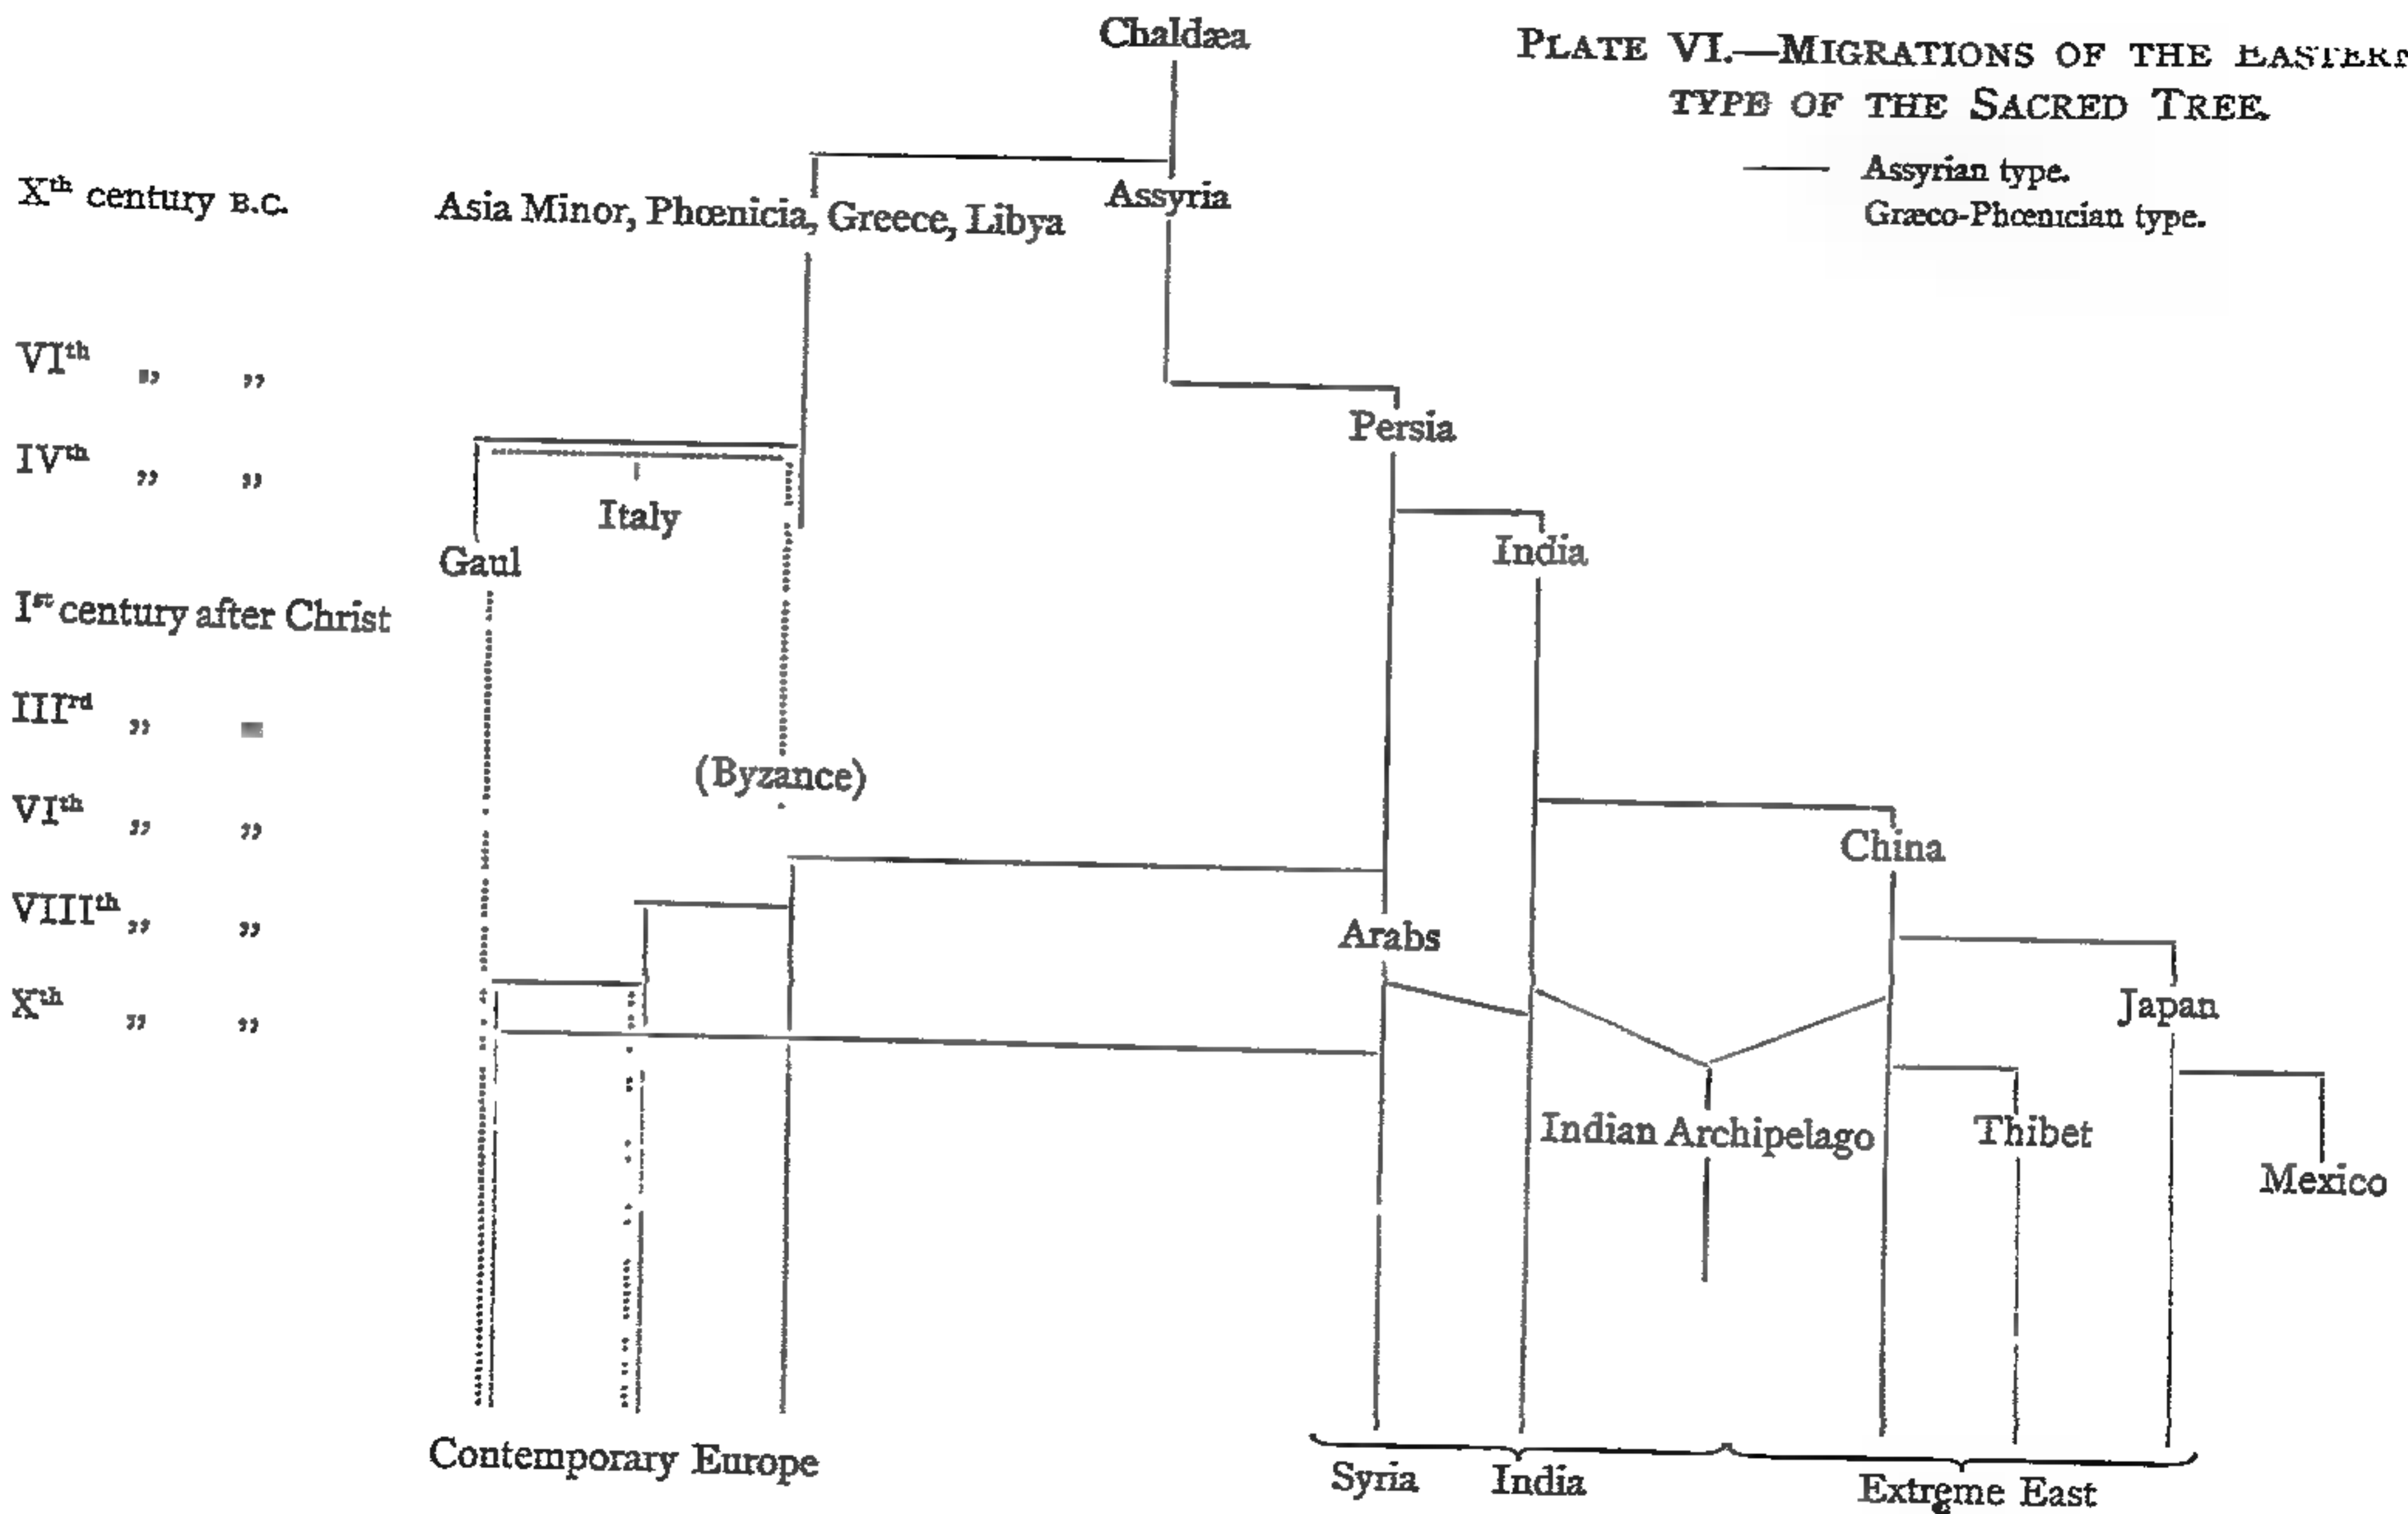 Chaldæa
PLATE VI.—MIGRATIONS OF THE EASTERN
TYPE OF THE SACRED TREE.
Assyrian type.
Græco-Phœnician type.
Xth century B.C.
Asia Minor, Phœnicia, Greece, Libya
Assyria
VIth „ „
Persia
IVth „ „
Italy
India
Gaul
Ist century after Christ
IIIrd „
(Byzance)
VIth „ „
China
VIIIth „ „
Arabs
Xth „ „
Japan
Indian Archipelago
Thibet
Mexico
Contemporary Europe
Syria
India
Extreme East